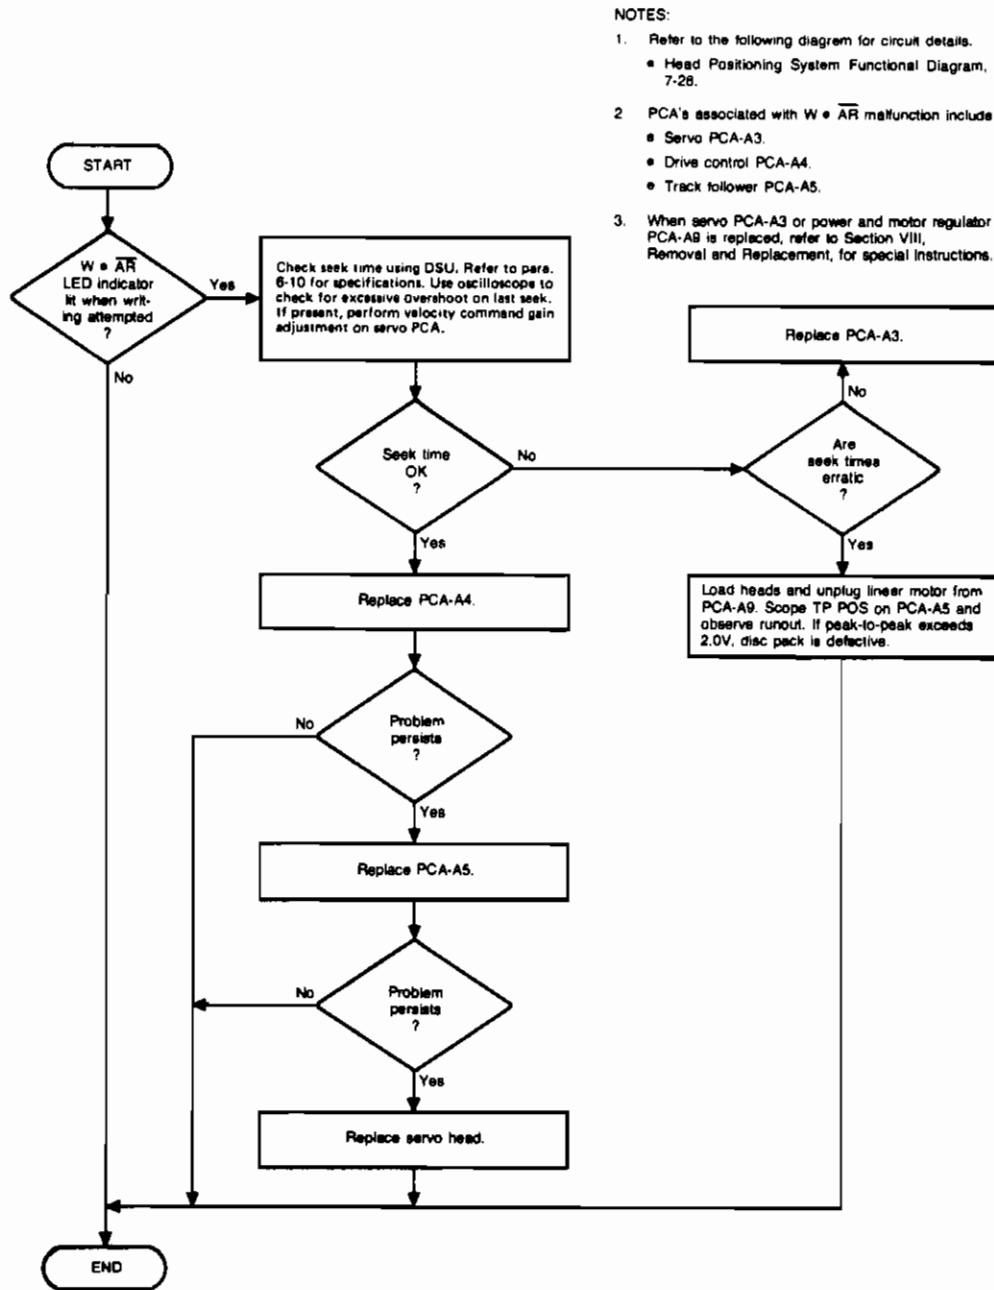 NOTES:
1. Refer to the following diagram for circuit details.
• Head Positioning System Functional Diagram,
7-28.
2 PCA's associated with W • A̅R̅ malfunction include
• Servo PCA-A3.
• Drive control PCA-A4.
• Track follower PCA-A5.
3. When servo PCA-A3 or power and motor regulator
PCA-A9 is replaced, refer to Section VIII,
Removal and Replacement, for special instructions.
START
W • A̅R̅
LED indicator
lit when writ-
ing attempted
?
Yes
No
Check seek time using DSU. Refer to para.
6-10 for specifications. Use oscilloscope to
check for excessive overshoot on last seek.
If present, perform velocity command gain
adjustment on servo PCA.
Replace PCA-A3.
No
Seek time
OK
?
No
Yes
Are
seek times
erratic
?
Yes
Replace PCA-A4.
Load heads and unplug linear motor from
PCA-A9. Scope TP POS on PCA-A5 and
observe runout. If peak-to-peak exceeds
2.0V, disc pack is defective.
No
Problem
persists
?
Yes
Replace PCA-A5.
No
Problem
persists
?
Yes
Replace servo head.
END